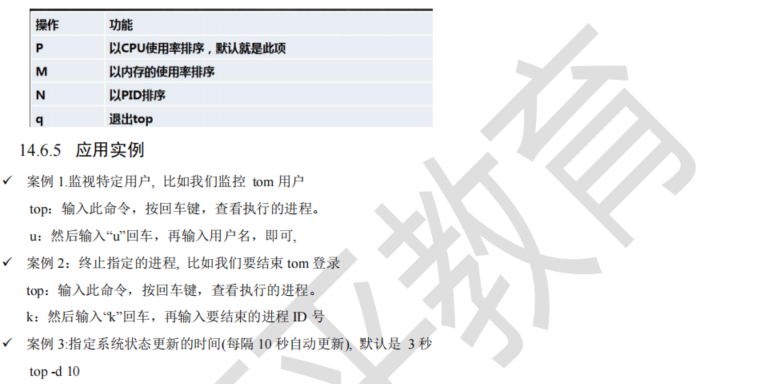 操作 功能
P 以CPU使用率排序，默认就是此项
M 以内存的使用率排序
N 以PID排序
q 退出top
14.6.5 应用实例
✓ 案例 1.监视特定用户, 比如我们监控 tom 用户
top：输入此命令，按回车键，查看执行的进程。
u：然后输入“u”回车，再输入用户名，即可,
✓ 案例 2：终止指定的进程, 比如我们要结束 tom 登录
top：输入此命令，按回车键，查看执行的进程。
k：然后输入“k”回车，再输入要结束的进程 ID 号
✓ 案例 3:指定系统状态更新的时间(每隔 10 秒自动更新), 默认是 3 秒
top -d 10
平教育